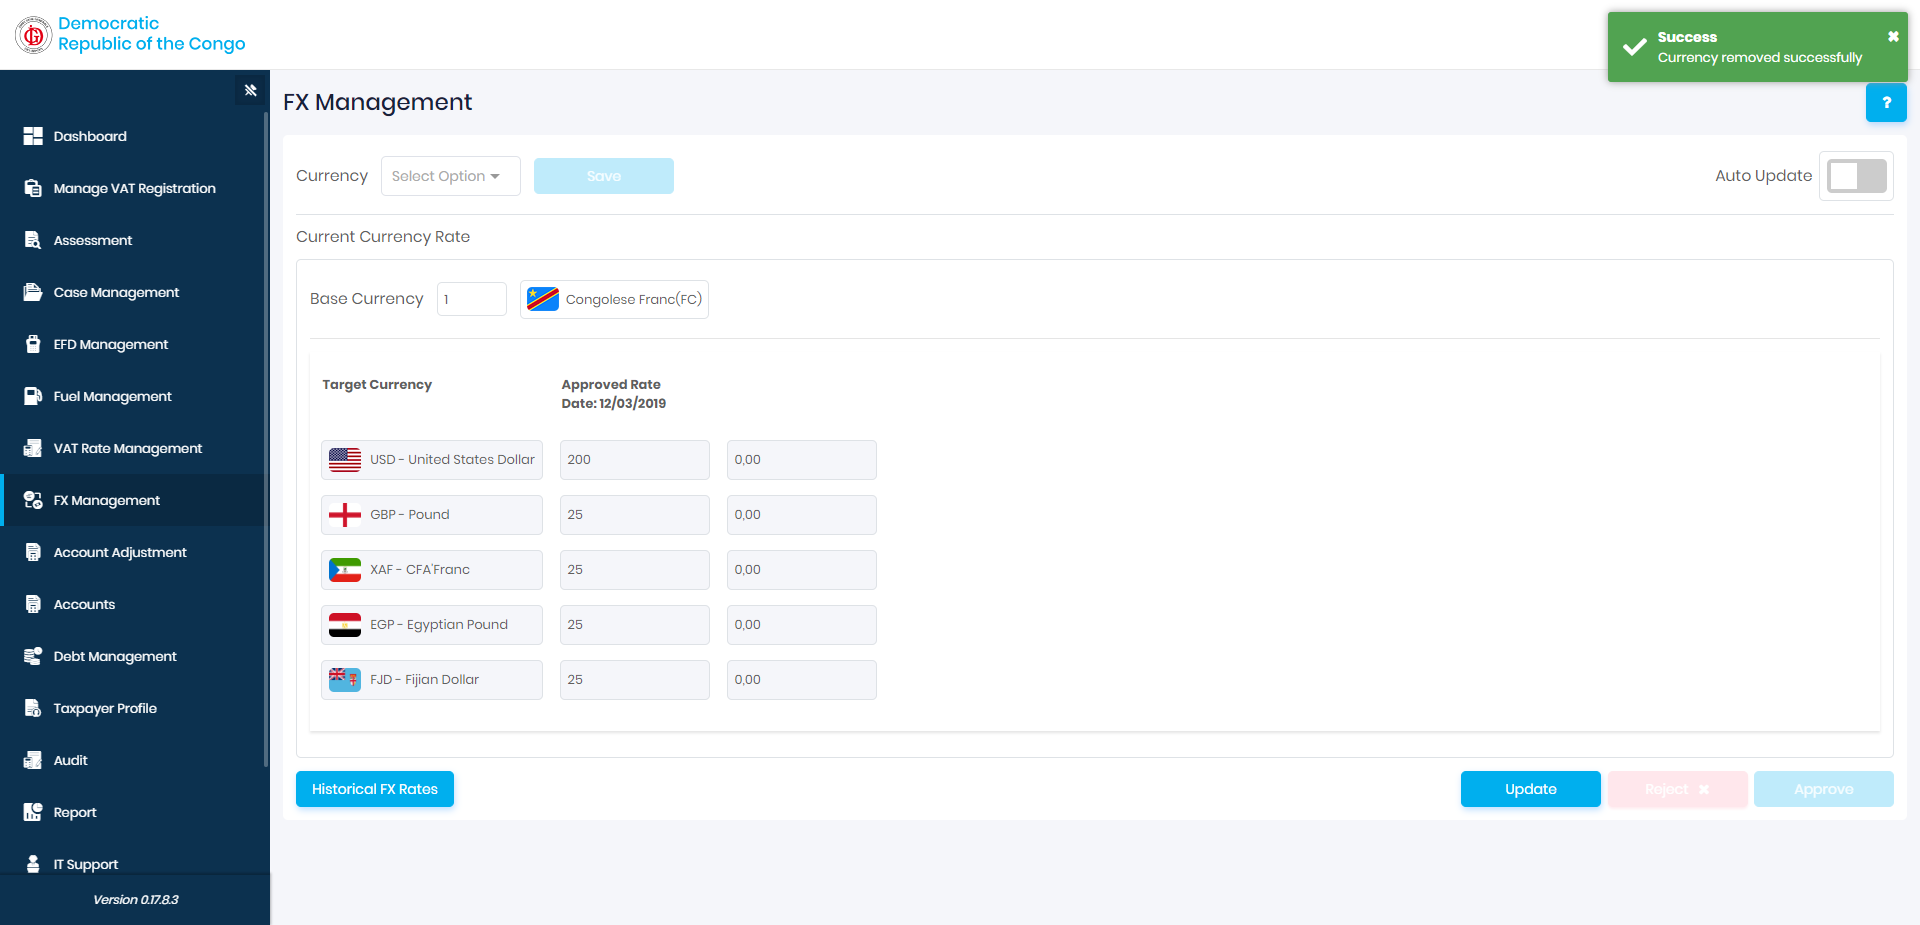 Democratic
Republic of the Congo
Success
Currency removed successfully
FX Management
?
Dashboard
Manage VAT Registration
Assessment
Case Management
EFD Management
Fuel Management
VAT Rate Management
FX Management
Account Adjustment
Accounts
Debt Management
Taxpayer Profile
Audit
Report
IT Support
Version 0.17.8.3
Currency Select Option Save Auto Update
Current Currency Rate
Base Currency 1 Congolese Franc(FC)
Target Currency Approved Rate
Date: 12/03/2019
USD - United States Dollar 200 0,00
GBP - Pound 25 0,00
XAF - CFA'Franc 25 0,00
EGP - Egyptian Pound 25 0,00
FJD - Fijian Dollar 25 0,00
Historical FX Rates Update Reject Approve